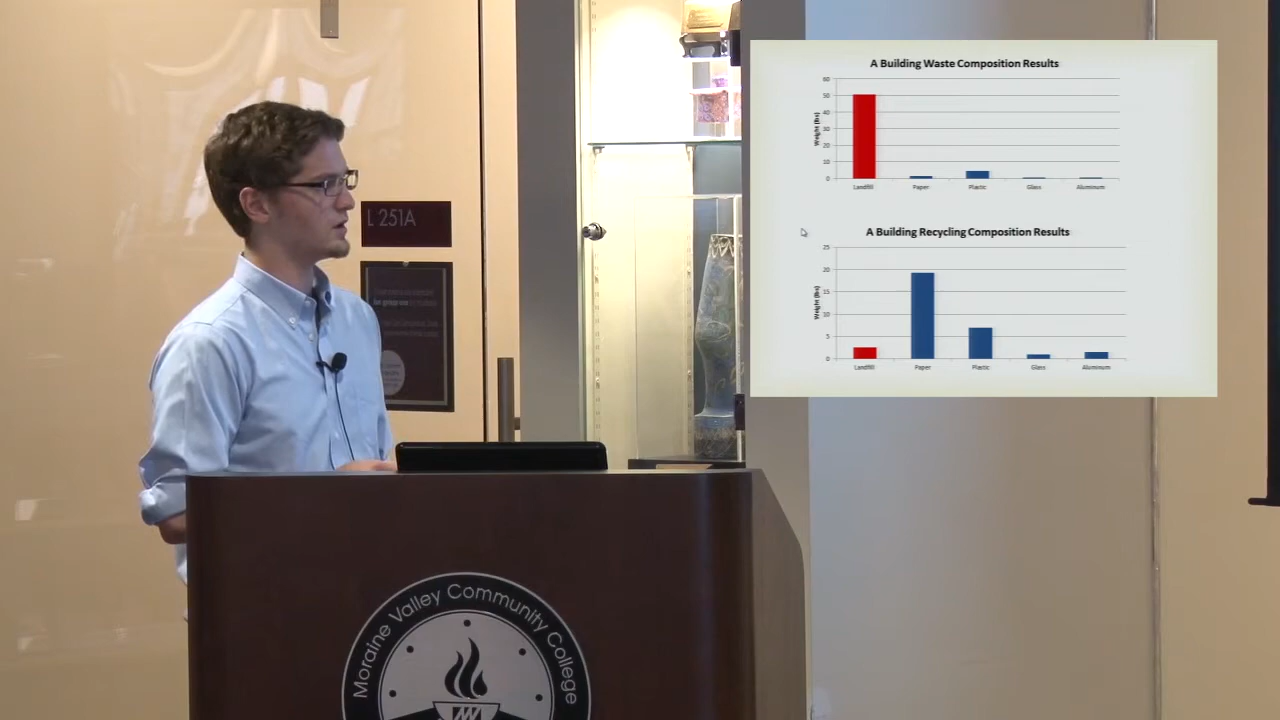 L 251A
A Building Waste Composition Results
Weight (lbs)
60
50
40
30
20
10
0
Landfill Paper Plastic Glass Aluminum
A Building Recycling Composition Results
Weight (lbs)
25
20
15
10
5
0
Landfill Paper Plastic Glass Aluminum
Moraine Valley Community College